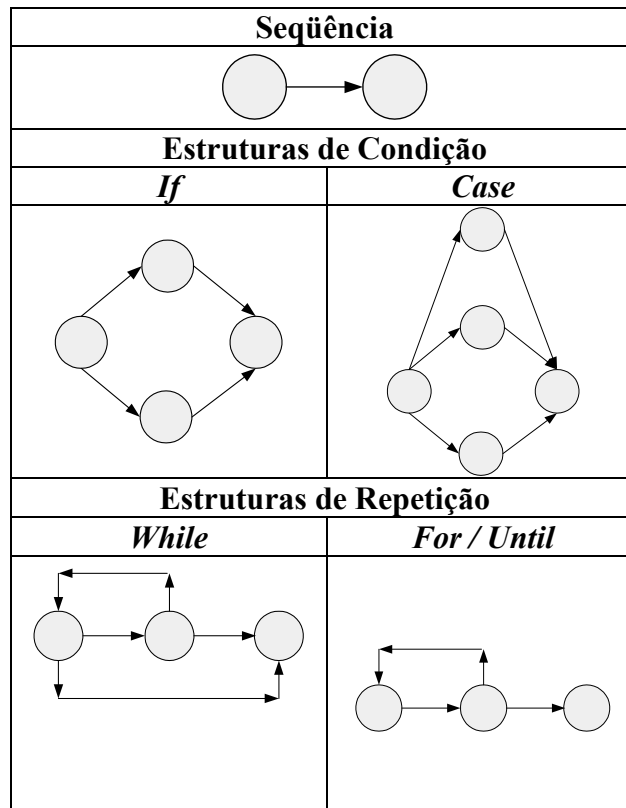 Seqüência
Estruturas de Condição
If
Case
Estruturas de Repetição
While
For / Until